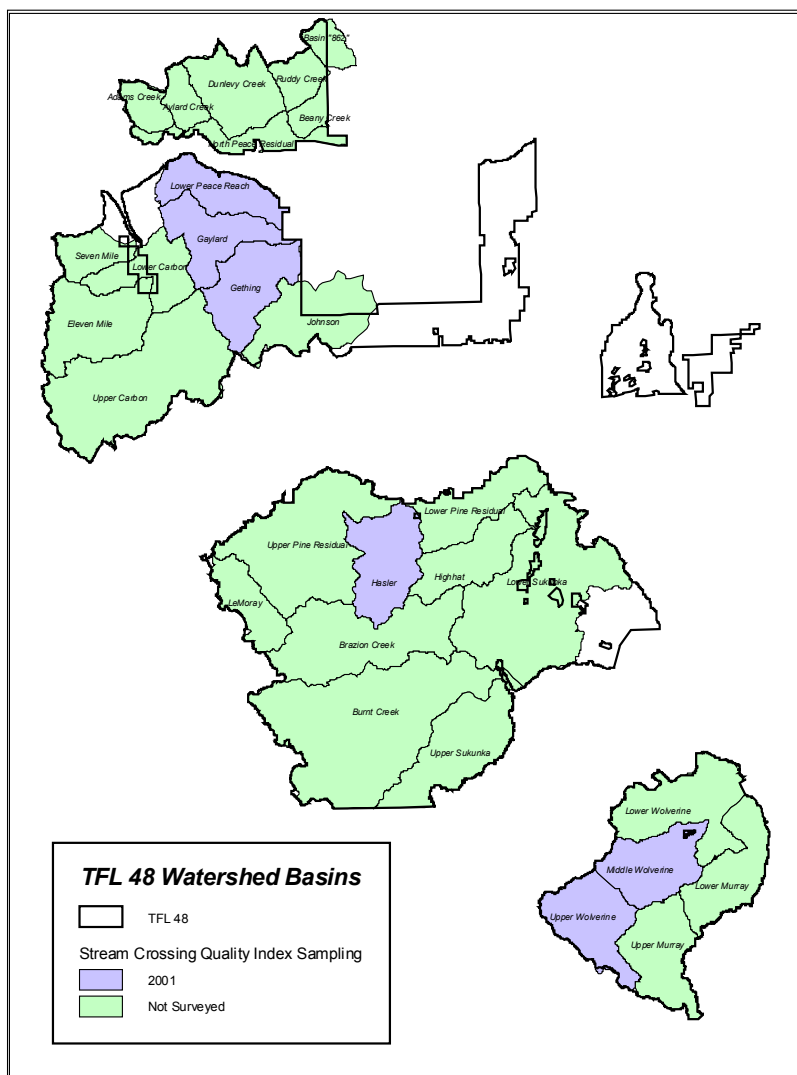 Basin "862"
Dunlevy Creek
Ruddy Creek
Adams Creek
Aylard Creek
Beany Creek
North Peace Residual
Lower Peace Reach
Gaylard
Seven Mile
Lower Carbon
Gething
Eleven Mile
Johnson
Upper Carbon
Lower Pine Residual
Upper Pine Residual
Hasler
Highhat
Lower Sukunka
LeMoray
Brazion Creek
Burnt Creek
Upper Sukunka
Lower Wolverine
Middle Wolverine
Lower Murray
Upper Wolverine
Upper Murray
TFL 48 Watershed Basins
TFL 48
Stream Crossing Quality Index Sampling
2001
Not Surveyed